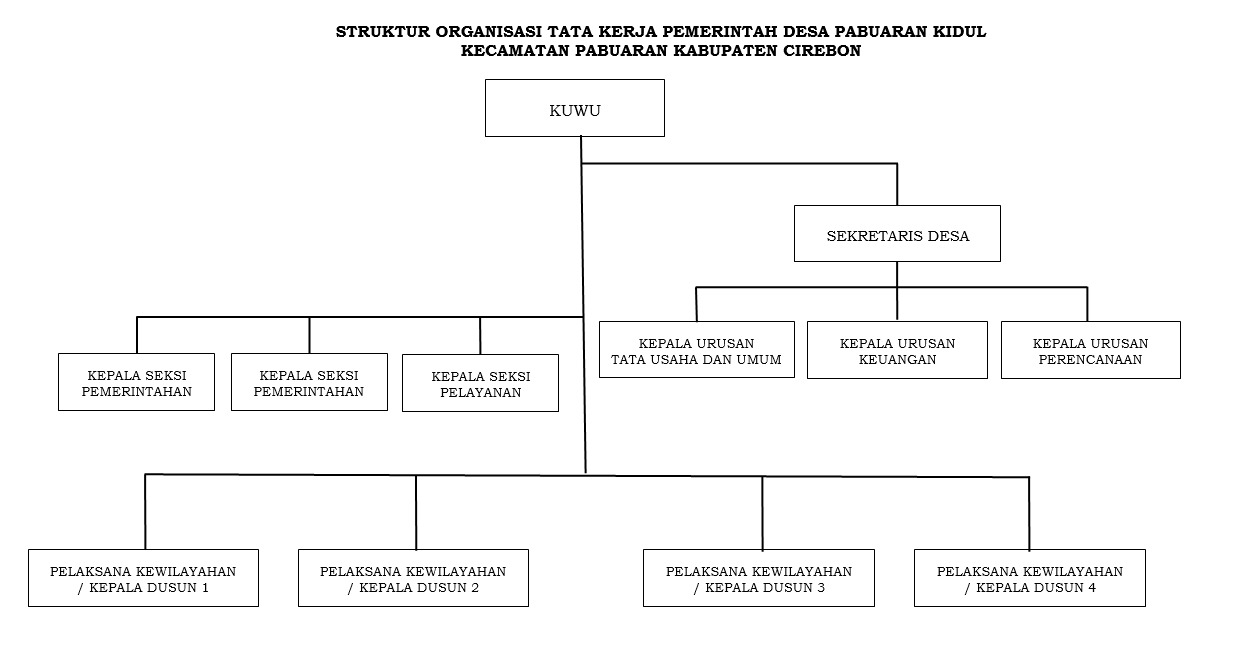 STRUKTUR ORGANISASI TATA KERJA PEMERINTAH DESA PABUARAN KIDUL
KECAMATAN PABUARAN KABUPATEN CIREBON
KUWU
SEKRETARIS DESA
KEPALA URUSAN
TATA USAHA DAN UMUM
KEPALA URUSAN
KEUANGAN
KEPALA URUSAN
PERENCANAAN
KEPALA SEKSI
PEMERINTAHAN
KEPALA SEKSI
PEMERINTAHAN
KEPALA SEKSI
PELAYANAN
PELAKSANA KEWILAYAHAN
/ KEPALA DUSUN 1
PELAKSANA KEWILAYAHAN
/ KEPALA DUSUN 2
PELAKSANA KEWILAYAHAN
/ KEPALA DUSUN 3
PELAKSANA KEWILAYAHAN
/ KEPALA DUSUN 4